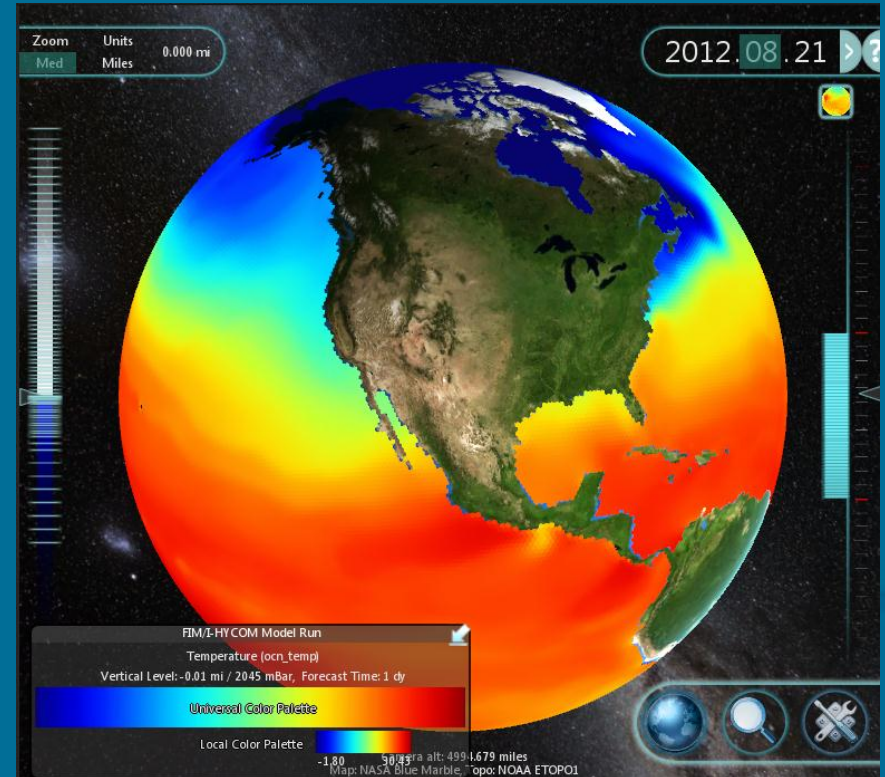 Zoom Units
Med Miles
0.000 mi
2012.08.21 > ?
FIM/I-HYCOM Model Run
Temperature (ocn_temp)
Vertical Level: -0.01 mi / 2045 mBar, Forecast Time: 1 dy
Universal Color Palette
Local Color Palette
-1.80 30.43
Camera alt: 4994.679 miles
Map: NASA Blue Marble, Topo: NOAA ETOPO1